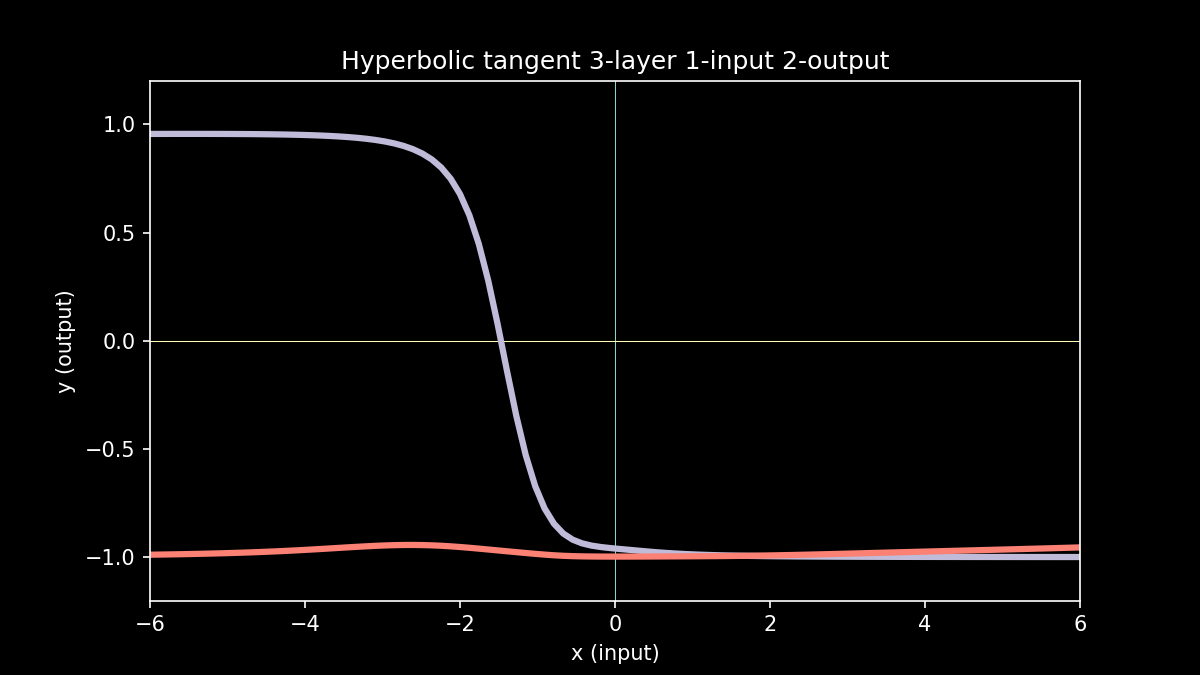 Hyperbolic tangent 3-layer 1-input 2-output
1.0
0.5
0.0
−0.5
−1.0
y (output)
−6 −4 −2 0 2 4 6
x (input)